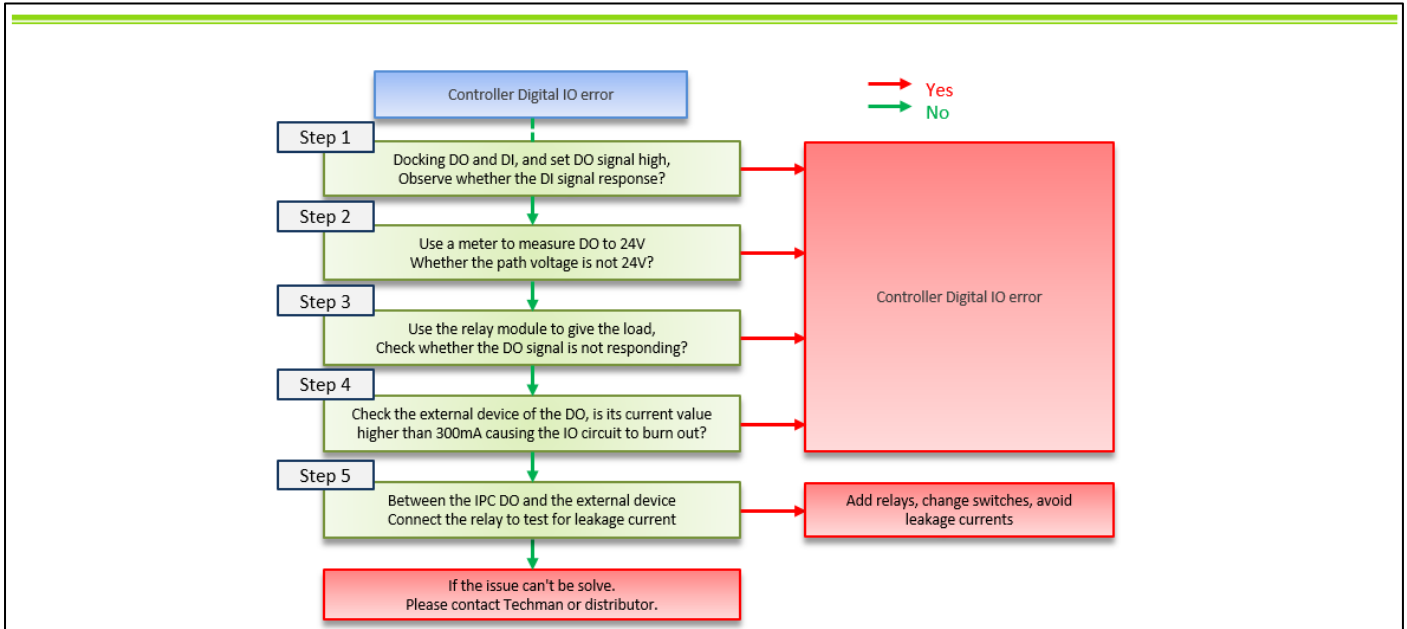 Controller Digital IO error
Yes
No
Step 1
Docking DO and DI, and set DO signal high,
Observe whether the DI signal response?
Step 2
Use a meter to measure DO to 24V
Whether the path voltage is not 24V?
Step 3
Use the relay module to give the load,
Check whether the DO signal is not responding?
Step 4
Check the external device of the DO, is its current value
higher than 300mA causing the IO circuit to burn out?
Controller Digital IO error
Step 5
Between the IPC DO and the external device
Connect the relay to test for leakage current
Add relays, change switches, avoid
leakage currents
If the issue can't be solve.
Please contact Techman or distributor.